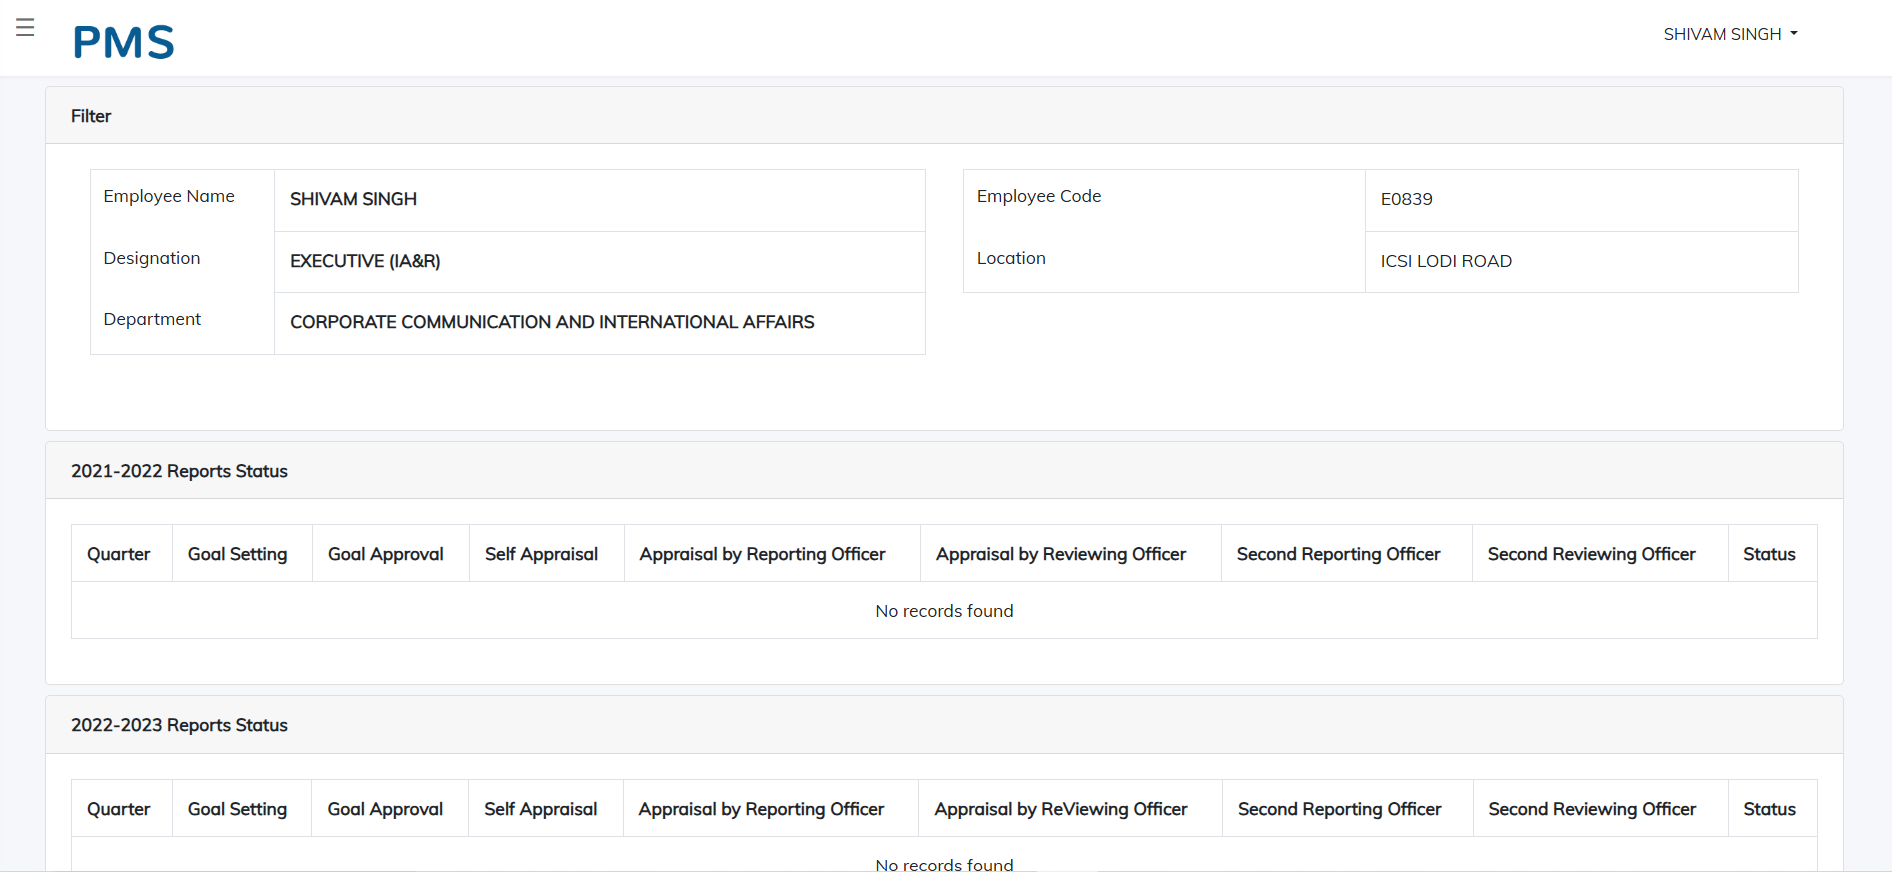 ☰ PMS SHIVAM SINGH
Filter
Employee Name SHIVAM SINGH Employee Code E0839
Designation EXECUTIVE (IA&R) Location ICSI LODI ROAD
Department CORPORATE COMMUNICATION AND INTERNATIONAL AFFAIRS
2021-2022 Reports Status
Quarter Goal Setting Goal Approval Self Appraisal Appraisal by Reporting Officer Appraisal by Reviewing Officer Second Reporting Officer Second Reviewing Officer Status
No records found
2022-2023 Reports Status
Quarter Goal Setting Goal Approval Self Appraisal Appraisal by Reporting Officer Appraisal by ReViewing Officer Second Reporting Officer Second Reviewing Officer Status
No records found